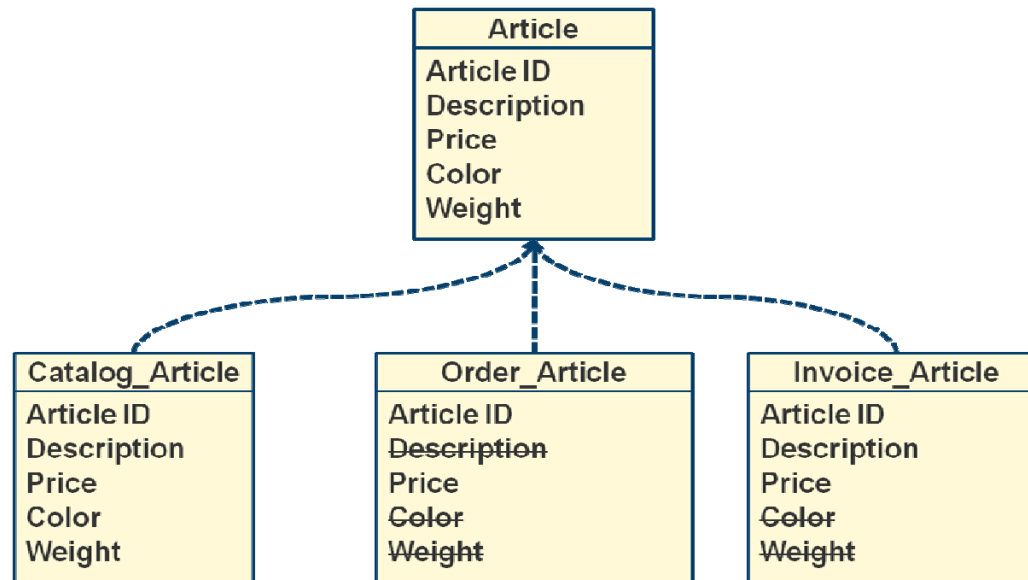 Article
Article ID
Description
Price
Color
Weight
Catalog_Article
Article ID
Description
Price
Color
Weight
Order_Article
Article ID
Description
Price
Color
Weight
Invoice_Article
Article ID
Description
Price
Color
Weight